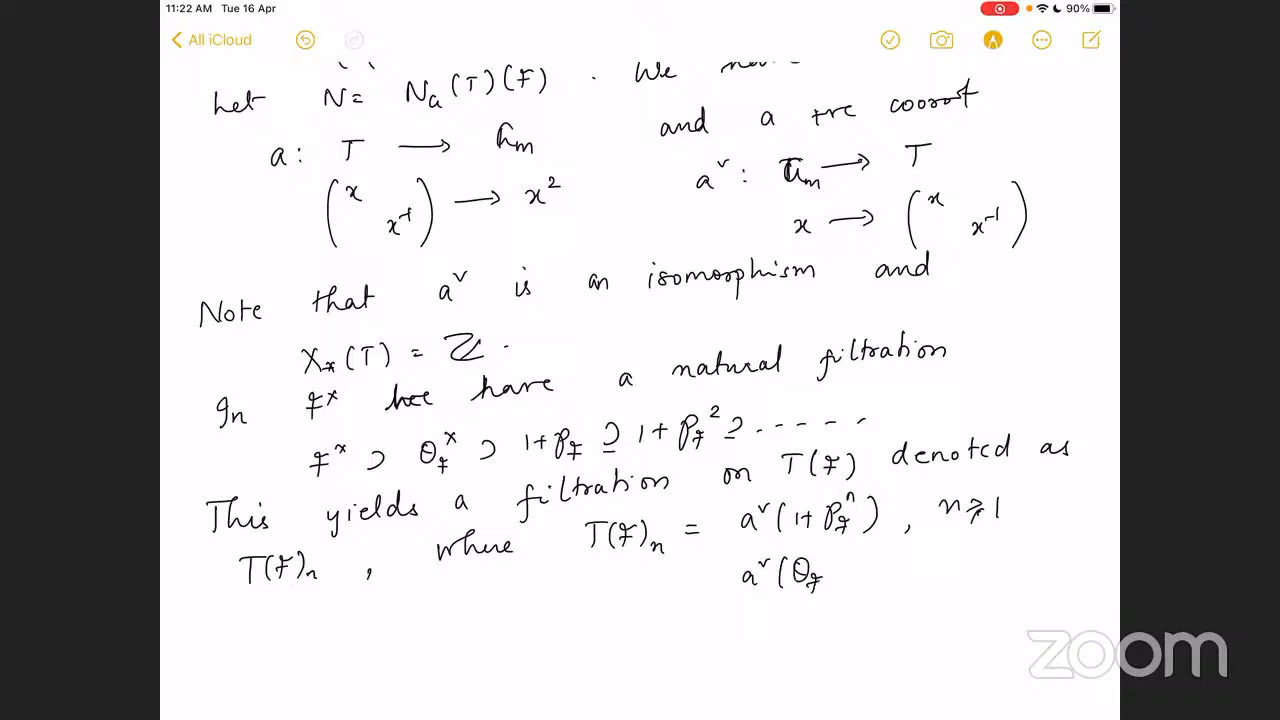 11:22 AM Tue 16 Apr 90%
All iCloud
Let N = N_G(T)(F). We
a: T → G_m and a +ve coroot
(x x^{-1}) → x^2 a^∨: G_m → T
x → (x x^{-1})
Note that a^∨ is an isomorphism and
X_*(T) = ℤ.
In F^× we have a natural filtration
F^× ⊃ O_F^× ⊃ 1+P_F ⊇ 1+P_F^2 ⊇ ......
This yields a filtration on T(F) denoted as
T(F)_n, where T(F)_n = a^∨(1+P_F^n), n ≥ 1
a^∨(O_F
zoom